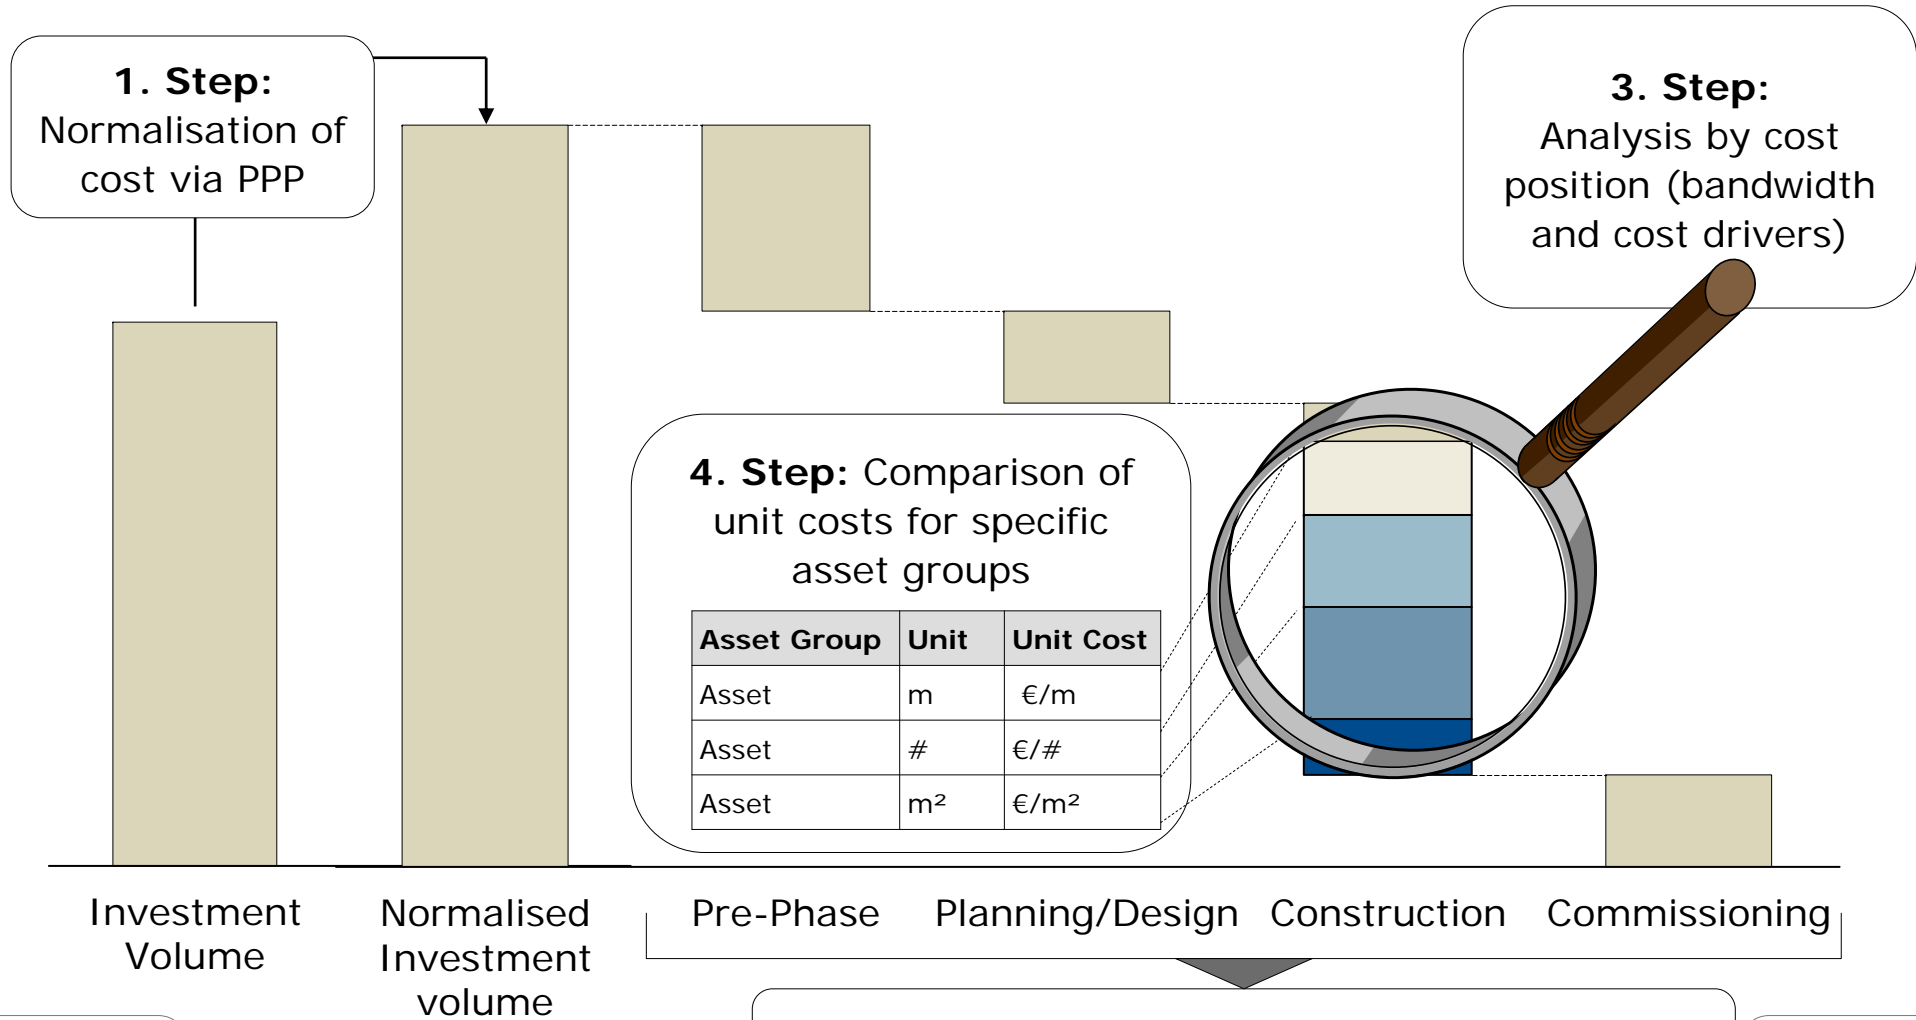 1. Step:
Normalisation of
cost via PPP
3. Step:
Analysis by cost
position (bandwidth
and cost drivers)
4. Step: Comparison of
unit costs for specific
asset groups
Asset Group Unit Unit Cost
Asset m €/m
Asset # €/#
Asset m² €/m²
Investment
Volume
Normalised
Investment
volume
Pre-Phase
Planning/Design
Construction
Commissioning